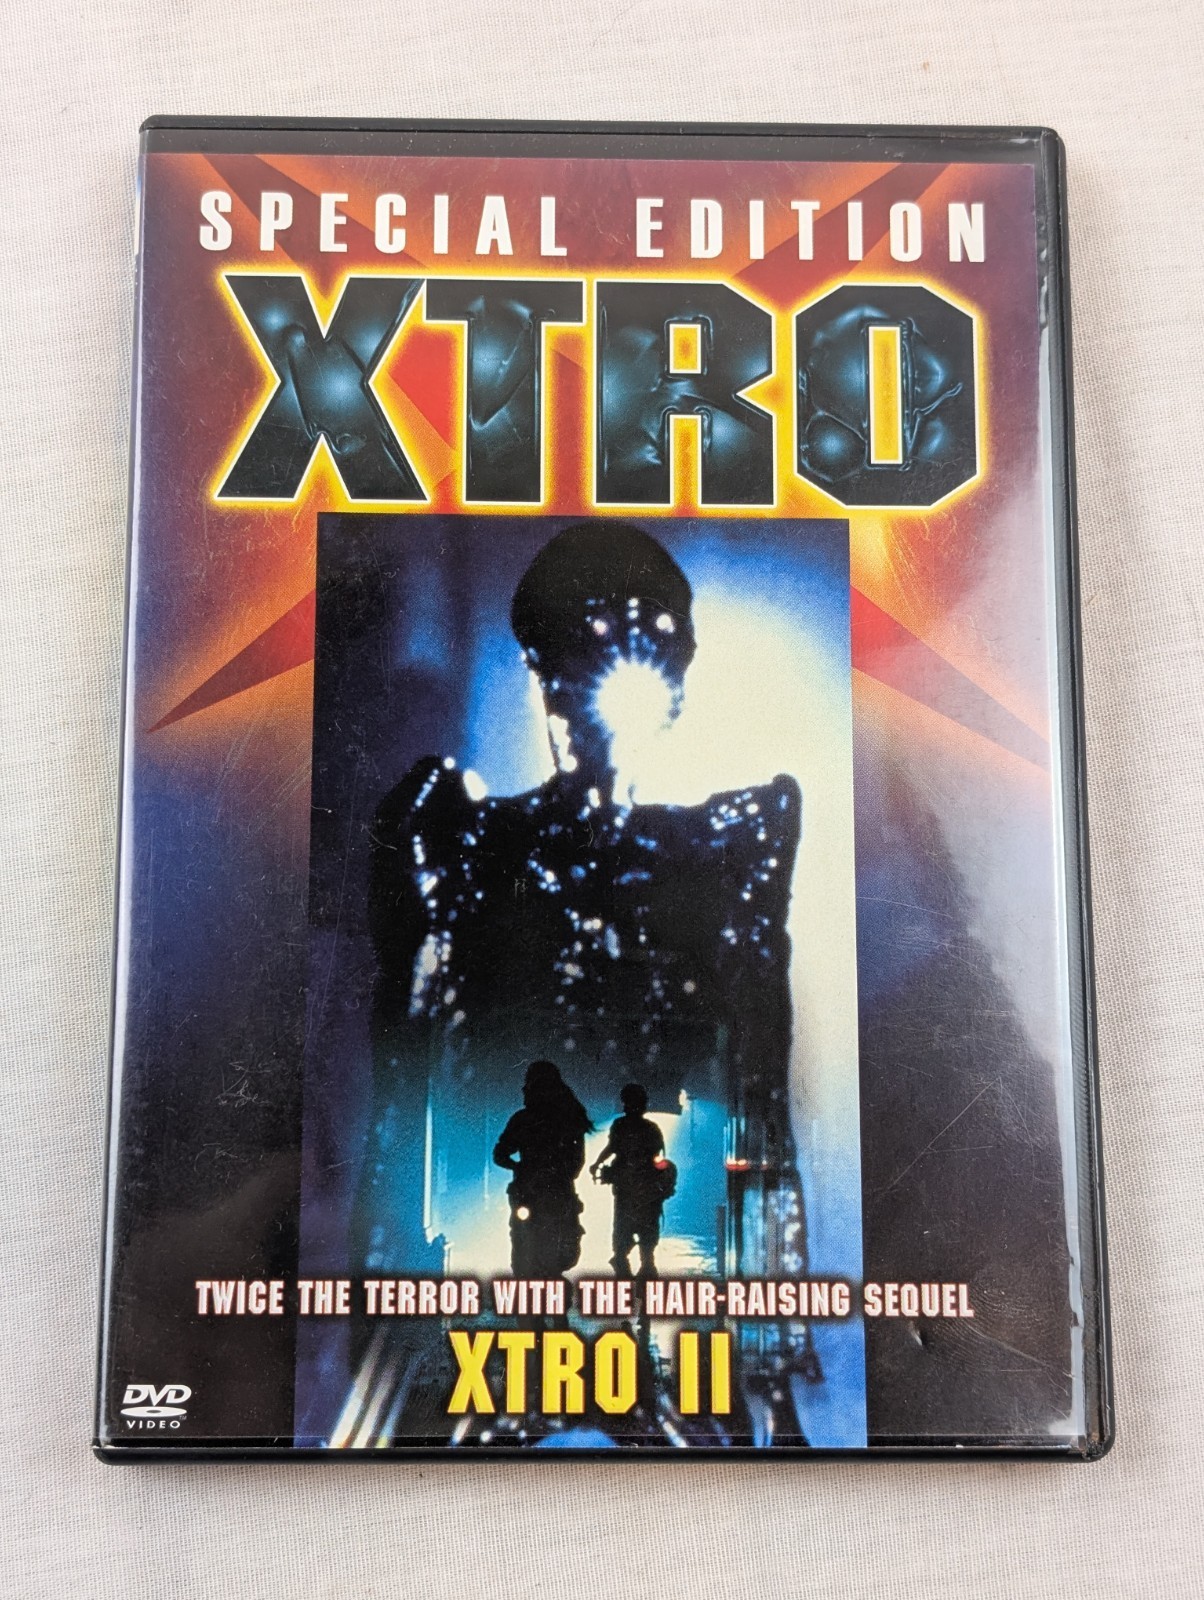 SPECIAL EDITION
XTRO
TWICE THE TERROR WITH THE HAIR-RAISING SEQUEL
XTRO II
DVD
VIDEO